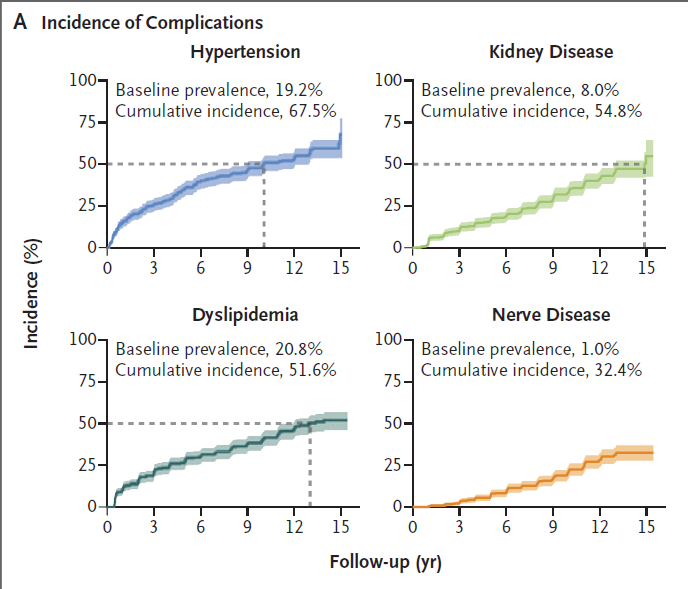 A Incidence of Complications
Hypertension
Baseline prevalence, 19.2%
Cumulative incidence, 67.5%
100
75
50
25
0
0 3 6 9 12 15
Kidney Disease
Baseline prevalence, 8.0%
Cumulative incidence, 54.8%
100
75
50
25
0
0 3 6 9 12 15
Incidence (%)
Dyslipidemia
Baseline prevalence, 20.8%
Cumulative incidence, 51.6%
100
75
50
25
0
0 3 6 9 12 15
Nerve Disease
Baseline prevalence, 1.0%
Cumulative incidence, 32.4%
100
75
50
25
0
0 3 6 9 12 15
Follow-up (yr)